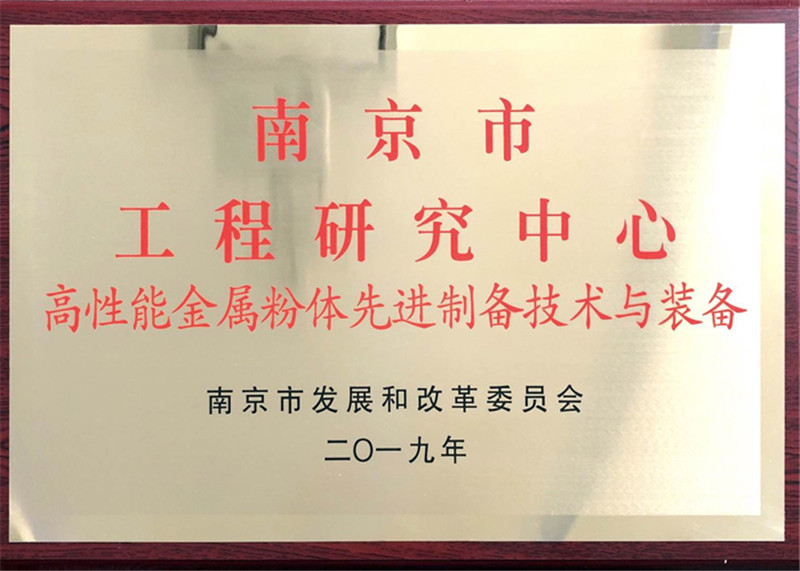 南京市
工程研究中心
高性能金属粉体先进制备技术与装备
南京市发展和改革委员会
二〇一九年